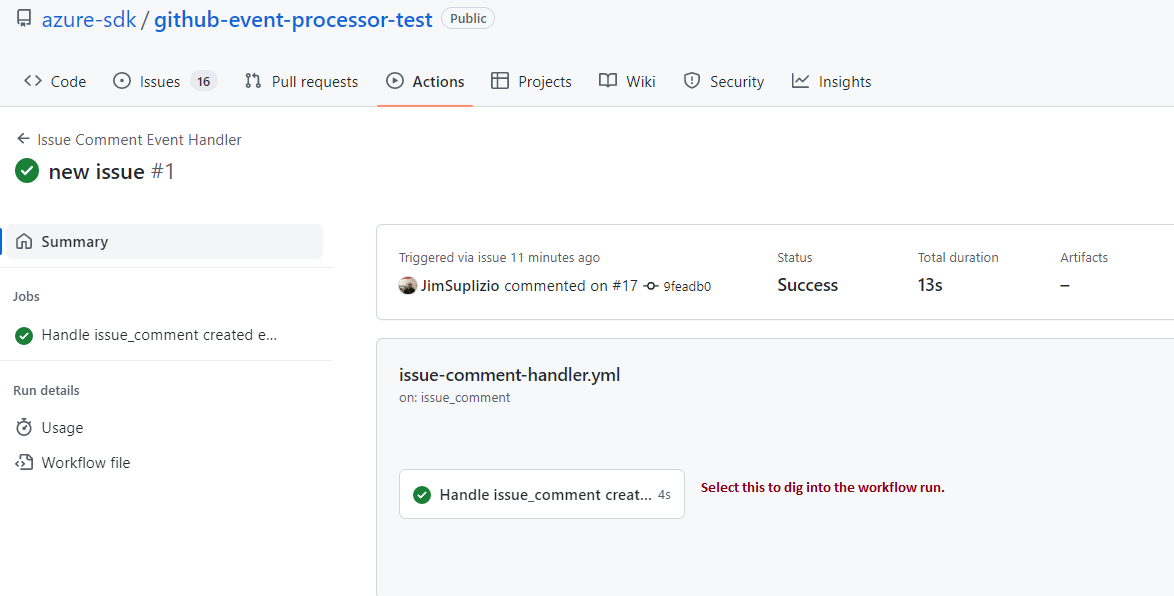 azure-sdk / github-event-processor-test Public
Code Issues 16 Pull requests Actions Projects Wiki Security Insights
Issue Comment Event Handler
new issue #1
Summary
Jobs
Handle issue_comment created e...
Run details
Usage
Workflow file
Triggered via issue 11 minutes ago
JimSuplizio commented on #17 9feadb0
Status
Success
Total duration
13s
Artifacts
–
issue-comment-handler.yml
on: issue_comment
Handle issue_comment creat... 4s
Select this to dig into the workflow run.